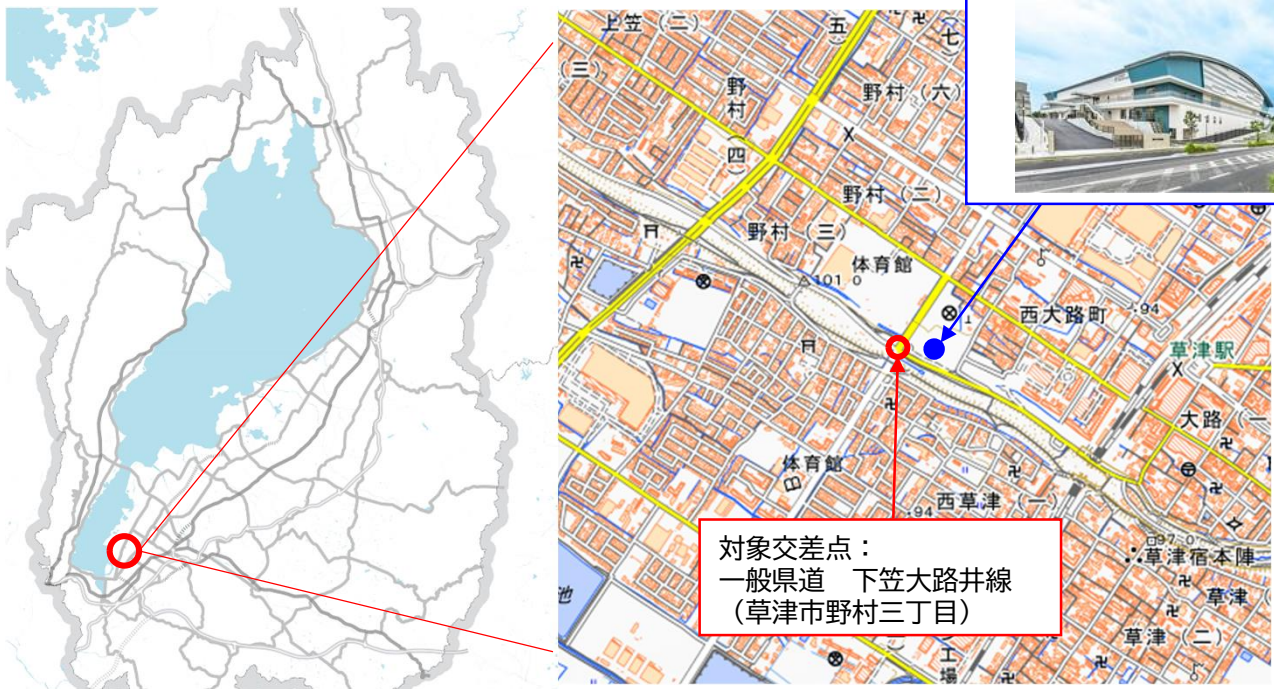 上笠（二）
五）
（七
（三）
野村（四）
野村（六）
野村（二）
野村（三）
体育館
101.0
西大路町
94
草津駅
大路（一
体育館
西草津（一）
94
97.0
草津宿本陣
草津（
草津（二）
池
工場
対象交差点：
一般県道　下笠大路井線
（草津市野村三丁目）